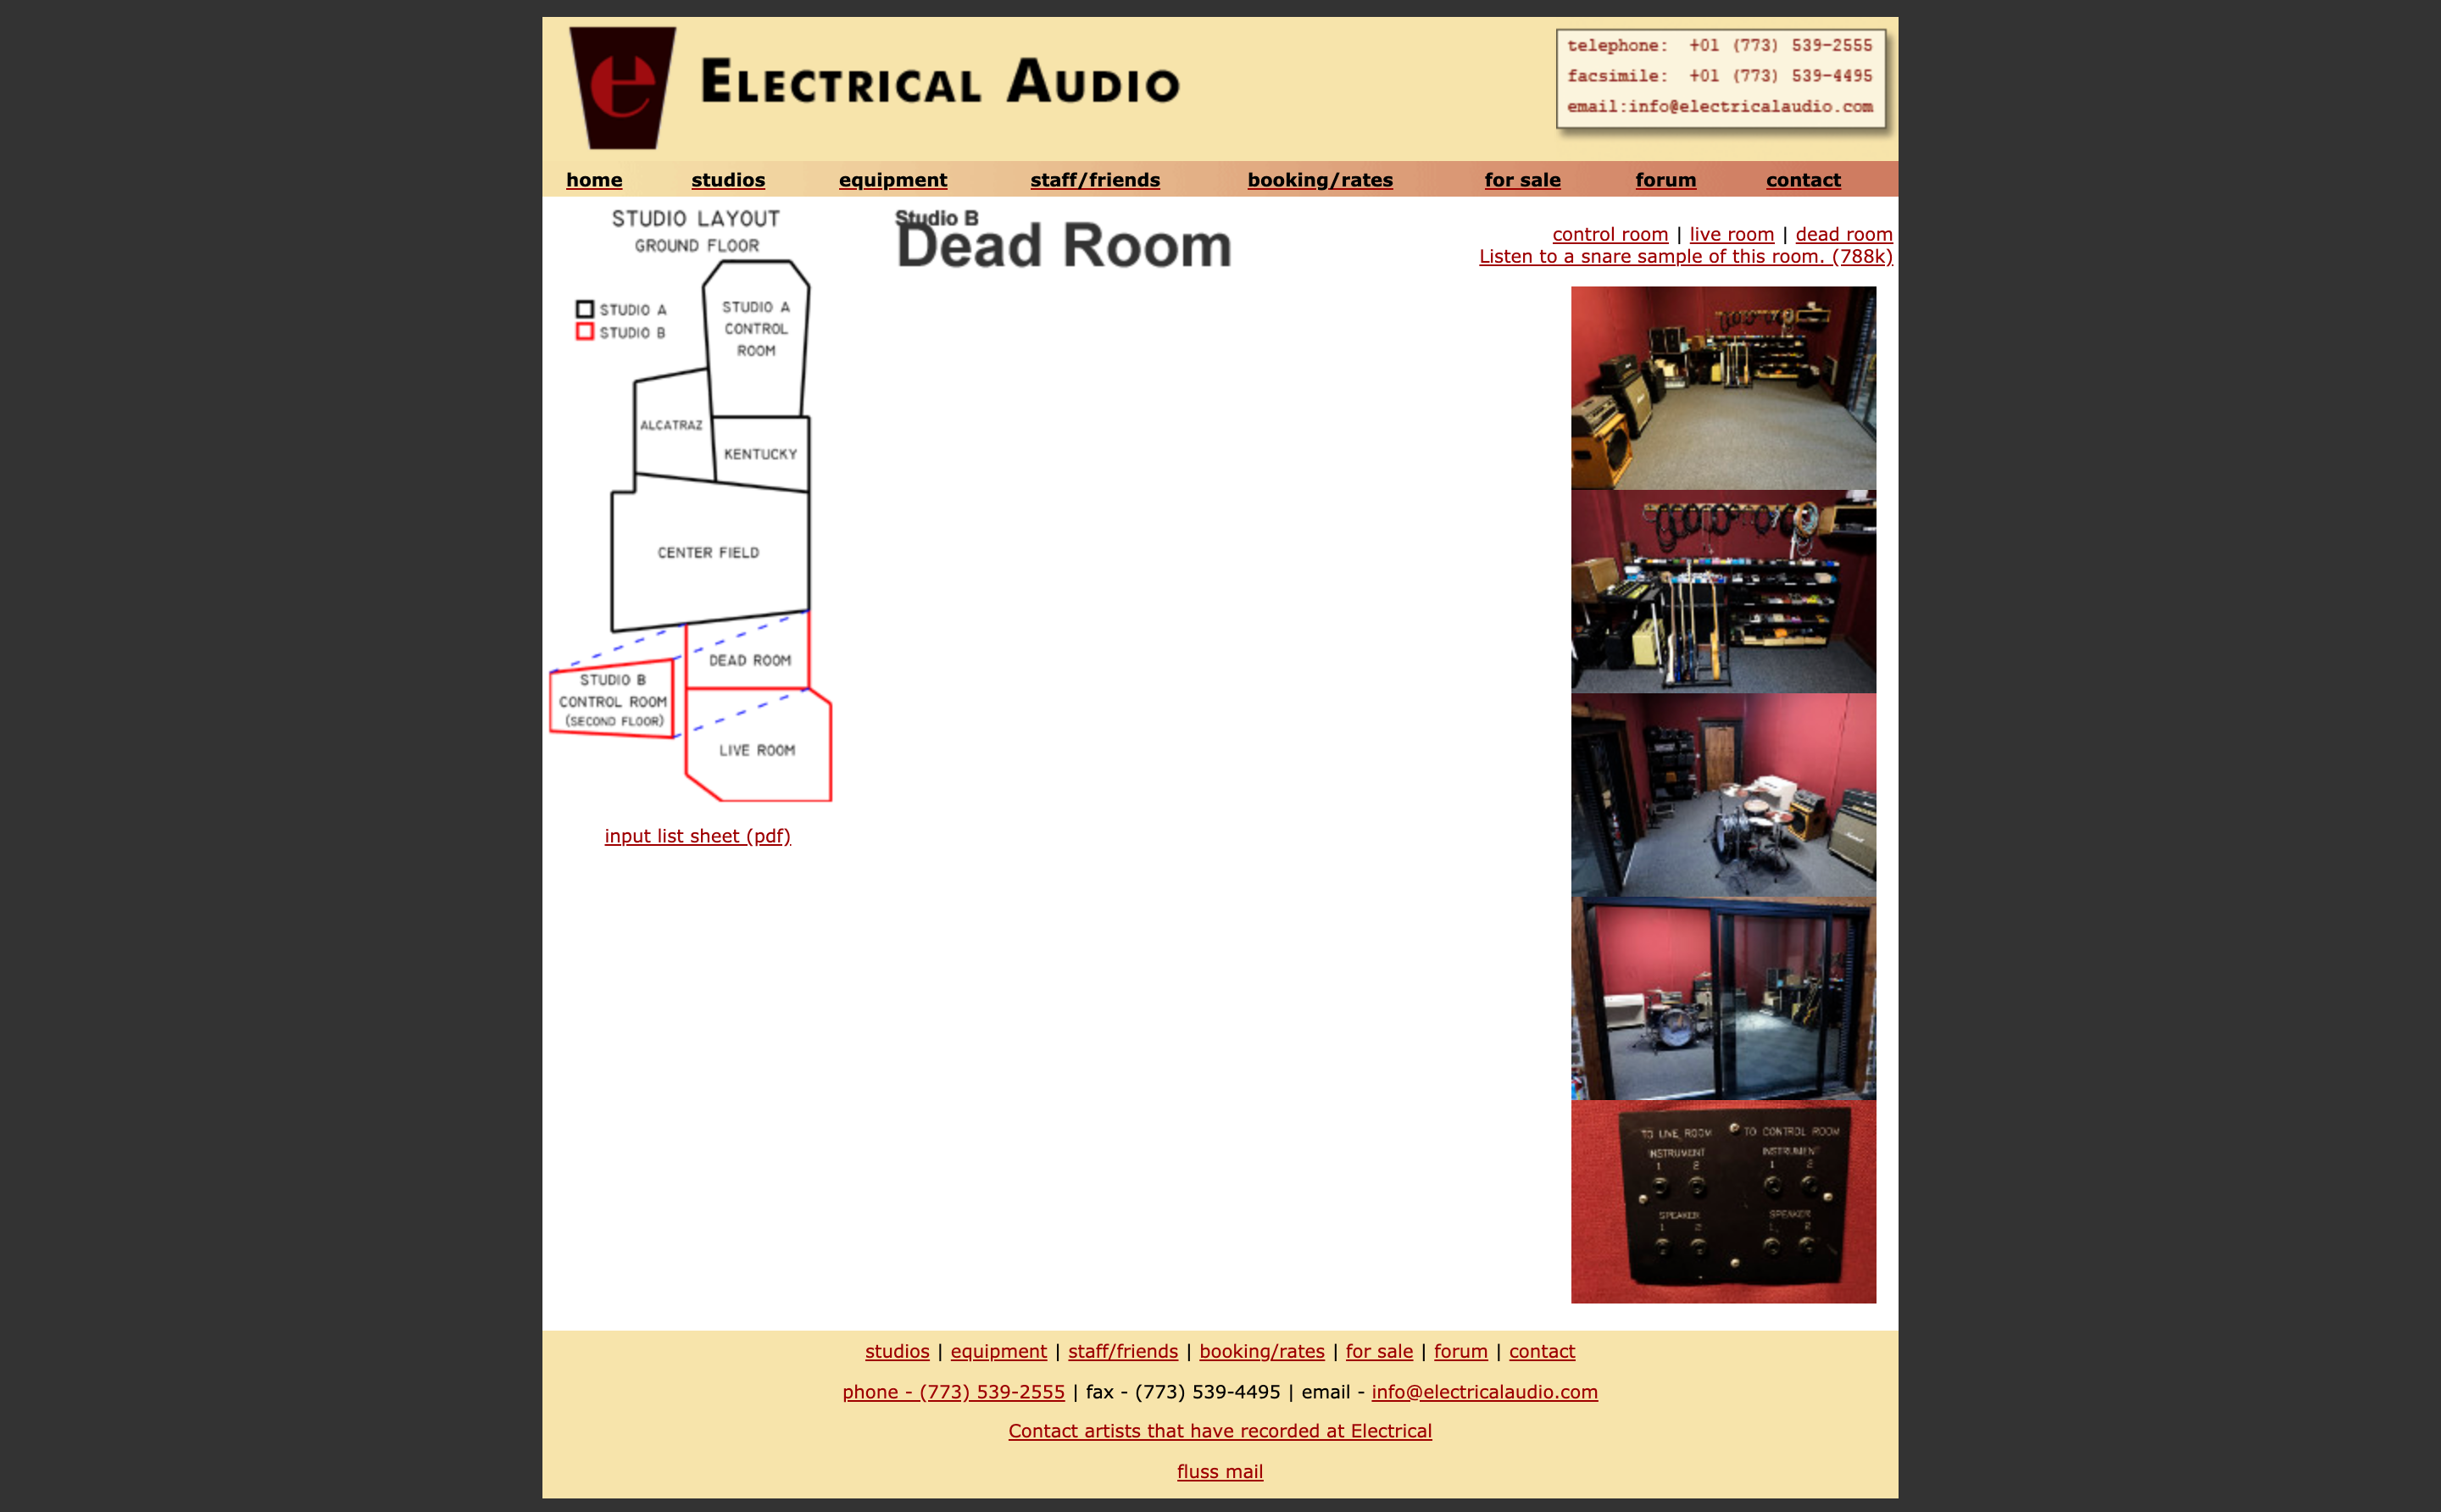 ELECTRICAL AUDIO
telephone: +01 (773) 539-2555
facsimile: +01 (773) 539-4495
email:info@electricalaudio.com
home studios equipment staff/friends booking/rates for sale forum contact
STUDIO LAYOUT
GROUND FLOOR
STUDIO A
STUDIO B
STUDIO A
CONTROL
ROOM
ALCATRAZ
KENTUCKY
CENTER FIELD
DEAD ROOM
STUDIO B
CONTROL ROOM
(SECOND FLOOR)
LIVE ROOM
input list sheet (pdf)
Studio B
Dead Room
control room | live room | dead room
Listen to a snare sample of this room. (788k)
TO LIVE ROOM TO CONTROL ROOM
INSTRUMENT INSTRUMENT
1 2 1 2
SPEAKER SPEAKER
1 2 1 2
studios | equipment | staff/friends | booking/rates | for sale | forum | contact
phone - (773) 539-2555 | fax - (773) 539-4495 | email - info@electricalaudio.com
Contact artists that have recorded at Electrical
fluss mail